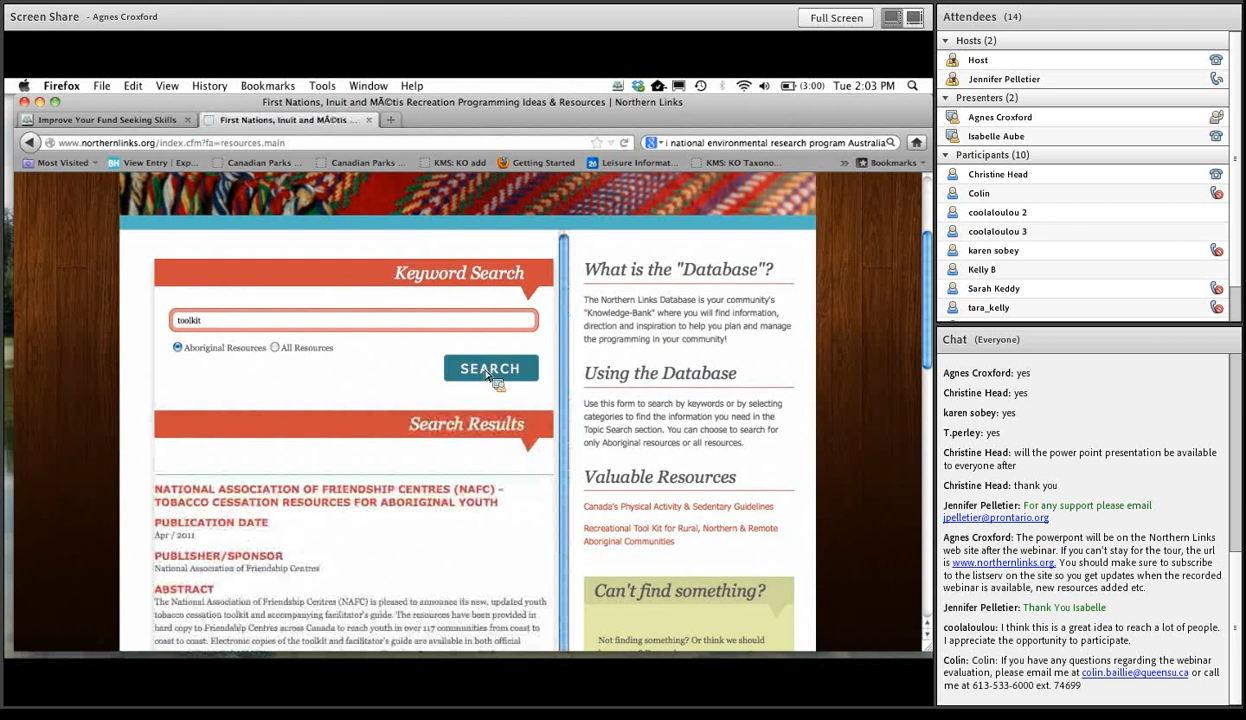 Screen Share - Agnes Croxford
Full Screen
Firefox File Edit View History Bookmarks Tools Window Help
(3:00) Tue 2:03 PM
First Nations, Inuit and MÃ©tis Recreation Programming Ideas & Resources | Northern Links
Improve Your Fund Seeking Skills
First Nations, Inuit and MÃ©tis ...
www.northernlinks.org/index.cfm?fa=resources.main
i national environmental research program Australia
Most Visited
View Entry | Exp...
Canadian Parks ...
Canadian Parks ...
KMS: KO add
Getting Started
26 Leisure Informat...
KMS: KO Taxono...
Bookmarks
Keyword Search
toolkit
Aboriginal Resources All Resources
SEARCH
Search Results
NATIONAL ASSOCIATION OF FRIENDSHIP CENTRES (NAFC) –
TOBACCO CESSATION RESOURCES FOR ABORIGINAL YOUTH
PUBLICATION DATE
Apr / 2011
PUBLISHER/SPONSOR
National Association of Friendship Centres
ABSTRACT
The National Association of Friendship Centres (NAFC) is pleased to announce its new, updated youth
tobacco cessation toolkit and accompanying facilitator's guide. The resources have been provided in
hard copy to Friendship Centres across Canada to reach youth in over 117 communities from coast to
coast to coast. Electronic copies of the toolkit and facilitator's guide are available in both official
What is the "Database"?
The Northern Links Database is your community's
"Knowledge-Bank" where you will find information,
direction and inspiration to help you plan and manage
the programming in your community!
Using the Database
Use this form to search by keywords or by selecting
categories to find the information you need in the
Topic Search section. You can choose to search for
only Aboriginal resources or all resources.
Valuable Resources
Canada's Physical Activity & Sedentary Guidelines
Recreational Tool Kit for Rural, Northern & Remote
Aboriginal Communities
Can't find something?
Not finding something? Or think we should
Attendees (14)
Hosts (2)
Host
Jennifer Pelletier
Presenters (2)
Agnes Croxford
Isabelle Aube
Participants (10)
Christine Head
Colin
coolaloulou 2
coolaloulou 3
karen sobey
Kelly B
Sarah Keddy
tara_kelly
Chat (Everyone)
Agnes Croxford: yes
Christine Head: yes
karen sobey: yes
T.perley: yes
Christine Head: will the power point presentation be available
to everyone after
Christine Head: thank you
Jennifer Pelletier: For any support please email
jpelletier@prontario.org
Agnes Croxford: The powerpont will be on the Northern Links
web site after the webinar. If you can't stay for the tour, the url
is www.northernlinks.org. You should make sure to subscribe
to the listserv on the site so you get updates when the recorded
webinar is available, new resources added etc.
Jennifer Pelletier: Thank You Isabelle
coolaloulou: I think this is a great idea to reach a lot of people.
I appreciate the opportunity to participate.
Colin: Colin: If you have any questions regarding the webinar
evaluation, please email me at colin.baillie@queensu.ca or call
me at 613-533-6000 ext. 74699